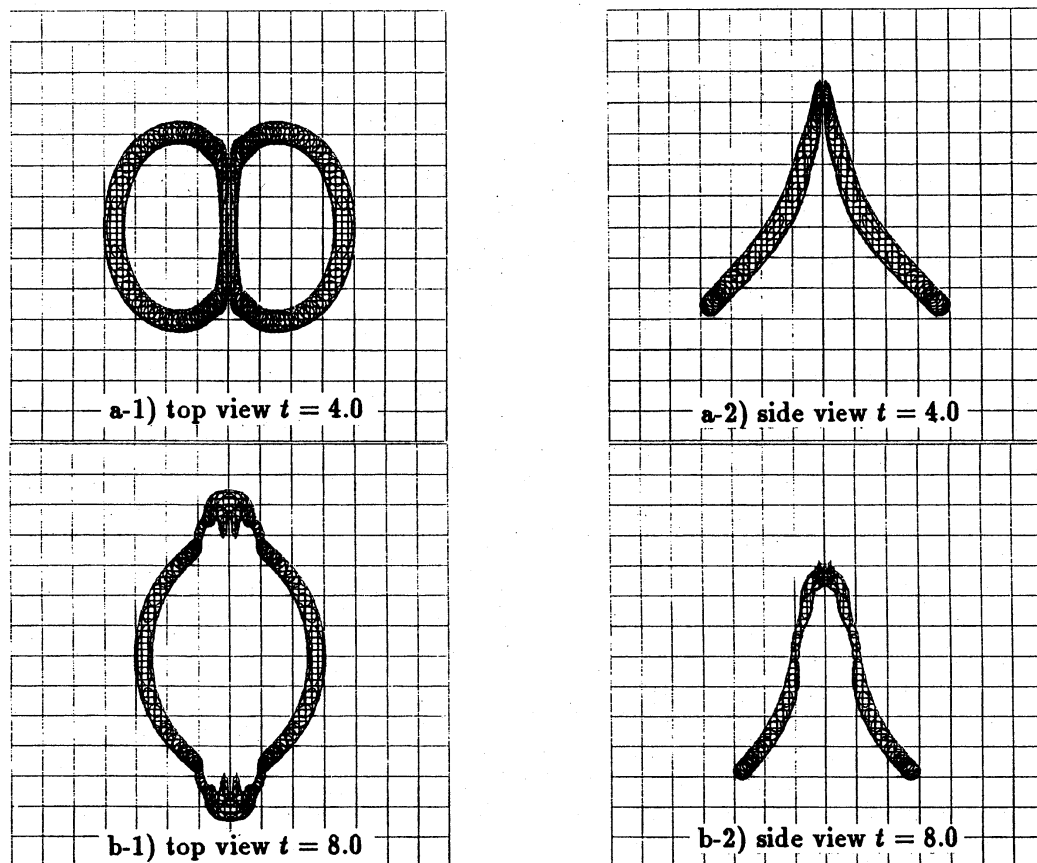 a-1) top view t = 4.0
a-2) side view t = 4.0
b-1) top view t = 8.0
b-2) side view t = 8.0